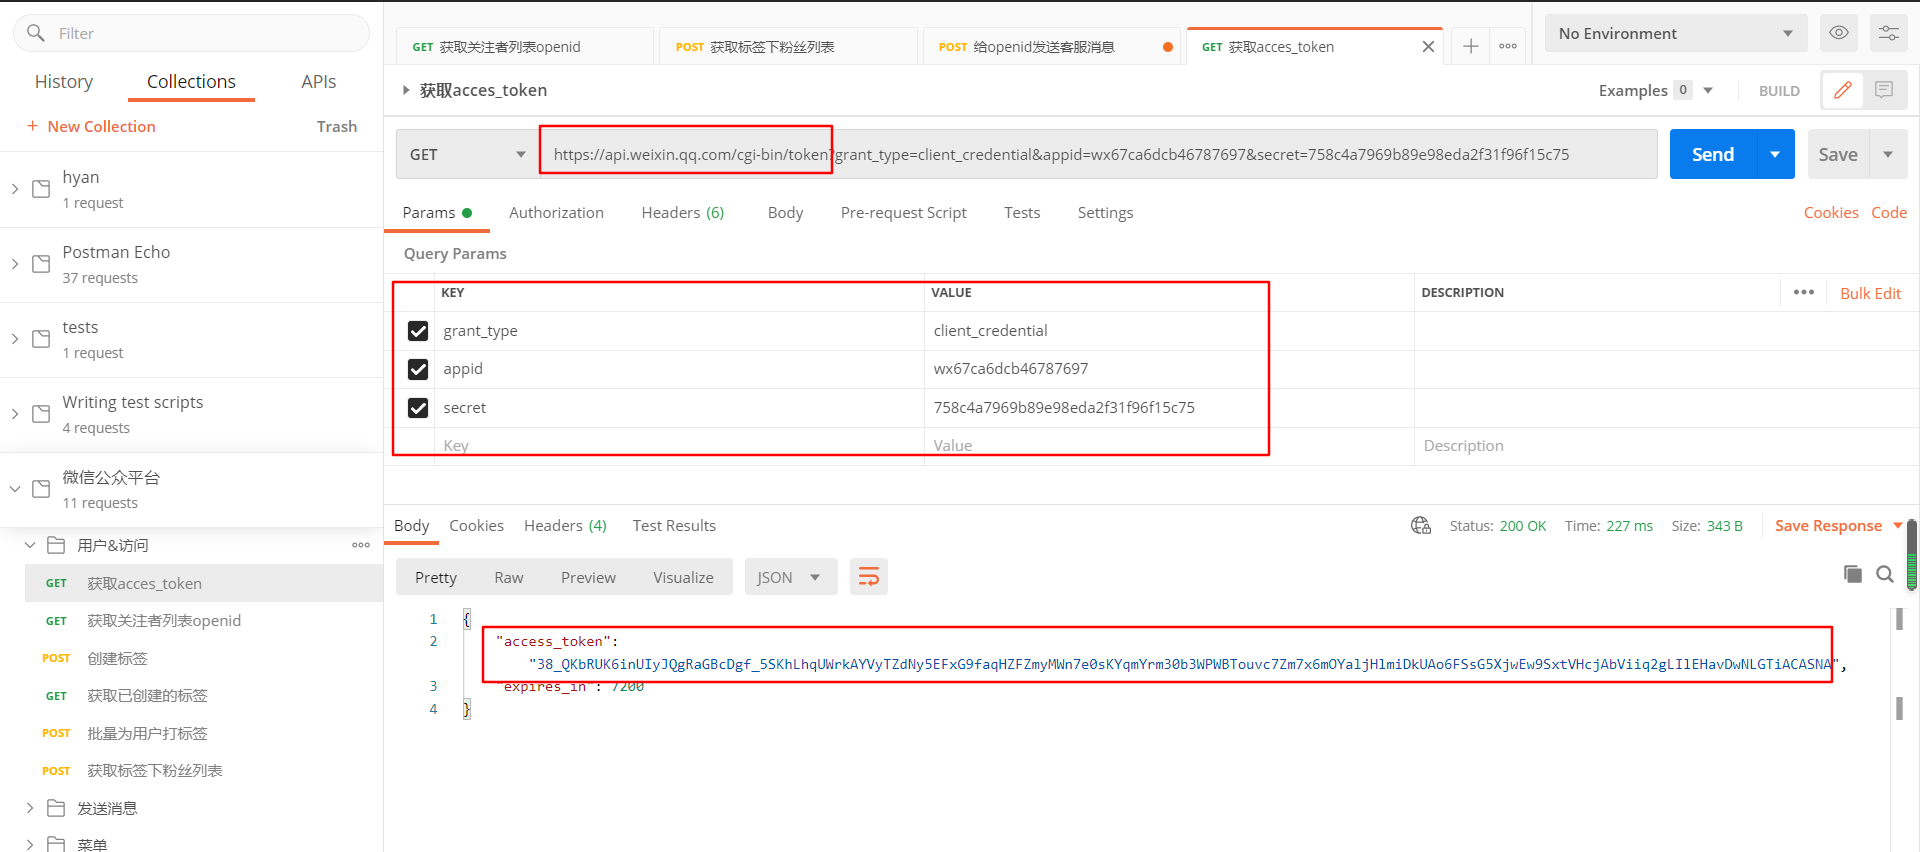 Filter
History Collections APIs
+ New Collection Trash
hyan
1 request
Postman Echo
37 requests
tests
1 request
Writing test scripts
4 requests
微信公众平台
11 requests
用户&访问
GET 获取acces_token
GET 获取关注者列表openid
POST 创建标签
GET 获取已创建的标签
POST 批量为用户打标签
POST 获取标签下粉丝列表
发送消息
菜单
GET 获取关注者列表openid POST 获取标签下粉丝列表 POST 给openid发送客服消息 GET 获取acces_token
No Environment
获取acces_token
Examples 0 BUILD
GET https://api.weixin.qq.com/cgi-bin/token?grant_type=client_credential&appid=wx67ca6dcb46787697&secret=758c4a7969b89e98eda2f31f96f15c75 Send Save
Params Authorization Headers (6) Body Pre-request Script Tests Settings Cookies Code
Query Params
KEY VALUE DESCRIPTION Bulk Edit
grant_type client_credential
appid wx67ca6dcb46787697
secret 758c4a7969b89e98eda2f31f96f15c75
Key Value Description
Body Cookies Headers (4) Test Results Status: 200 OK Time: 227 ms Size: 343 B Save Response
Pretty Raw Preview Visualize JSON
1 {
2 "access_token":
"38_QKbRUK6inUIyJQgRaGBcDgf_5SKhLhqUWrkAYVyTZdNy5EFxG9faqHZFZmyMWn7e0sKYqmYrm30b3WPWBTouvc7Zm7x6mOYaljHlmiDkUAo6FSsG5XjwEw9SxtVHcjAbViiq2gLIlEHavDwNLGTiACASNA",
3 "expires_in": 7200
4 }